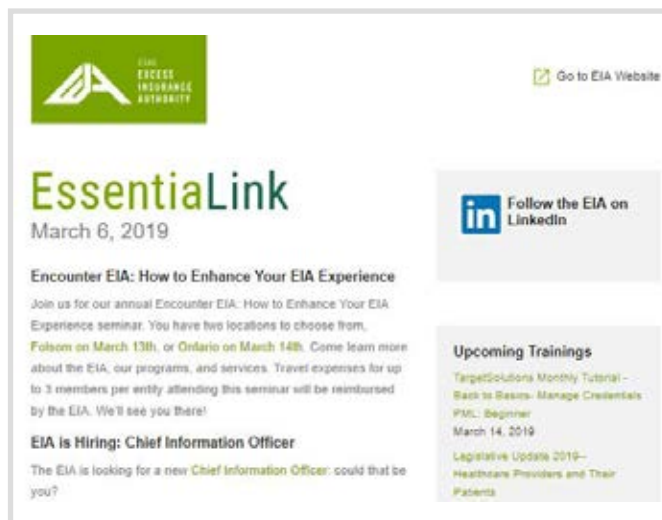 CSAC
EXCESS
INSURANCE
AUTHORITY
Go to EIA Website
EssentiaLink
March 6, 2019
Encounter EIA: How to Enhance Your EIA Experience
Join us for our annual Encounter EIA: How to Enhance Your EIA
Experience seminar. You have two locations to choose from,
Folsom on March 13th, or Ontario on March 14th. Come learn more
about the EIA, our programs, and services. Travel expenses for up
to 3 members per entity attending this seminar will be reimbursed
by the EIA. We'll see you there!
EIA is Hiring: Chief Information Officer
The EIA is looking for a new Chief Information Officer: could that be
you?
in
Follow the EIA on
LinkedIn
Upcoming Trainings
TargetSolutions Monthly Tutorial -
Back to Basics- Manage Credentials
PML: Beginner
March 14, 2019
Legislative Update 2019--
Healthcare Providers and Their
Patients